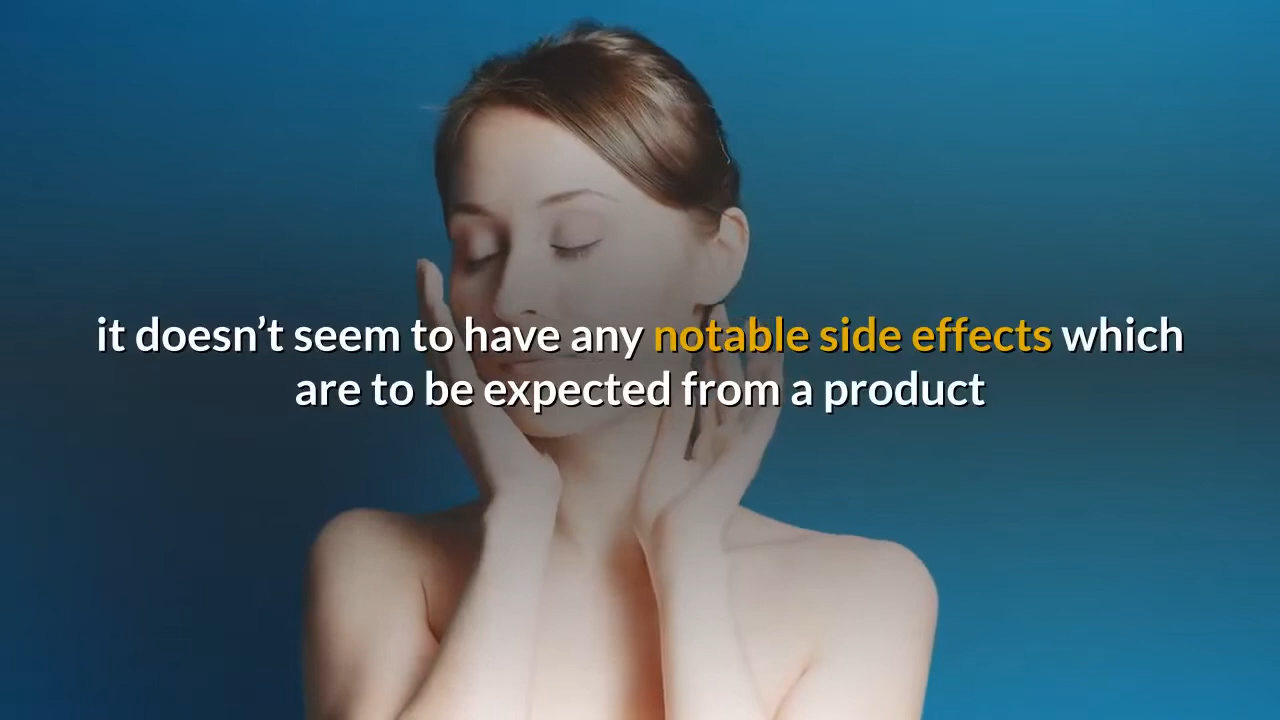 it doesn’t seem to have any notable side effects which
are to be expected from a product